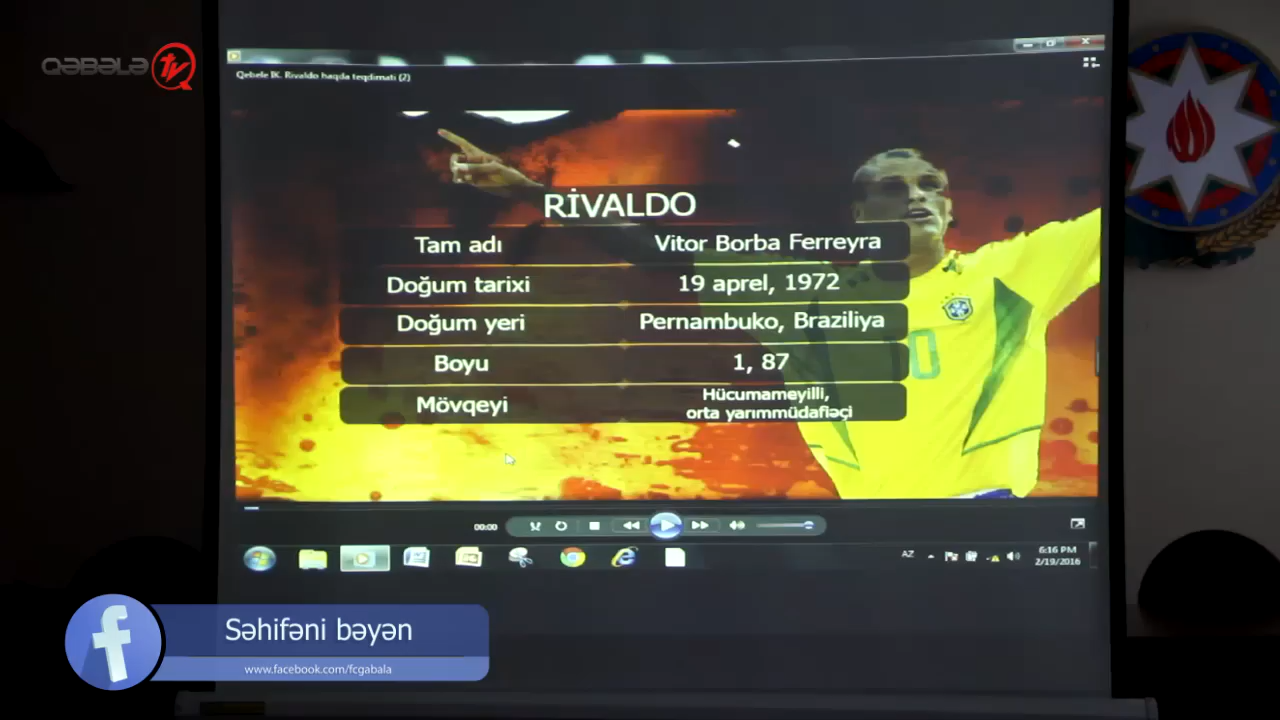 QƏBƏLƏ TV
Qebele IK. Rivaldo haqda teqdimati (2)
RİVALDO
Tam adı Vitor Borba Ferreyra
Doğum tarixi 19 aprel, 1972
Doğum yeri Pernambuko, Braziliya
Boyu 1, 87
Mövqeyi Hücumameyilli,
orta yarımmüdafiəçi
00:00
AZ
6:16 PM
2/19/2016
Səhifəni bəyən
www.facebook.com/fcgabala